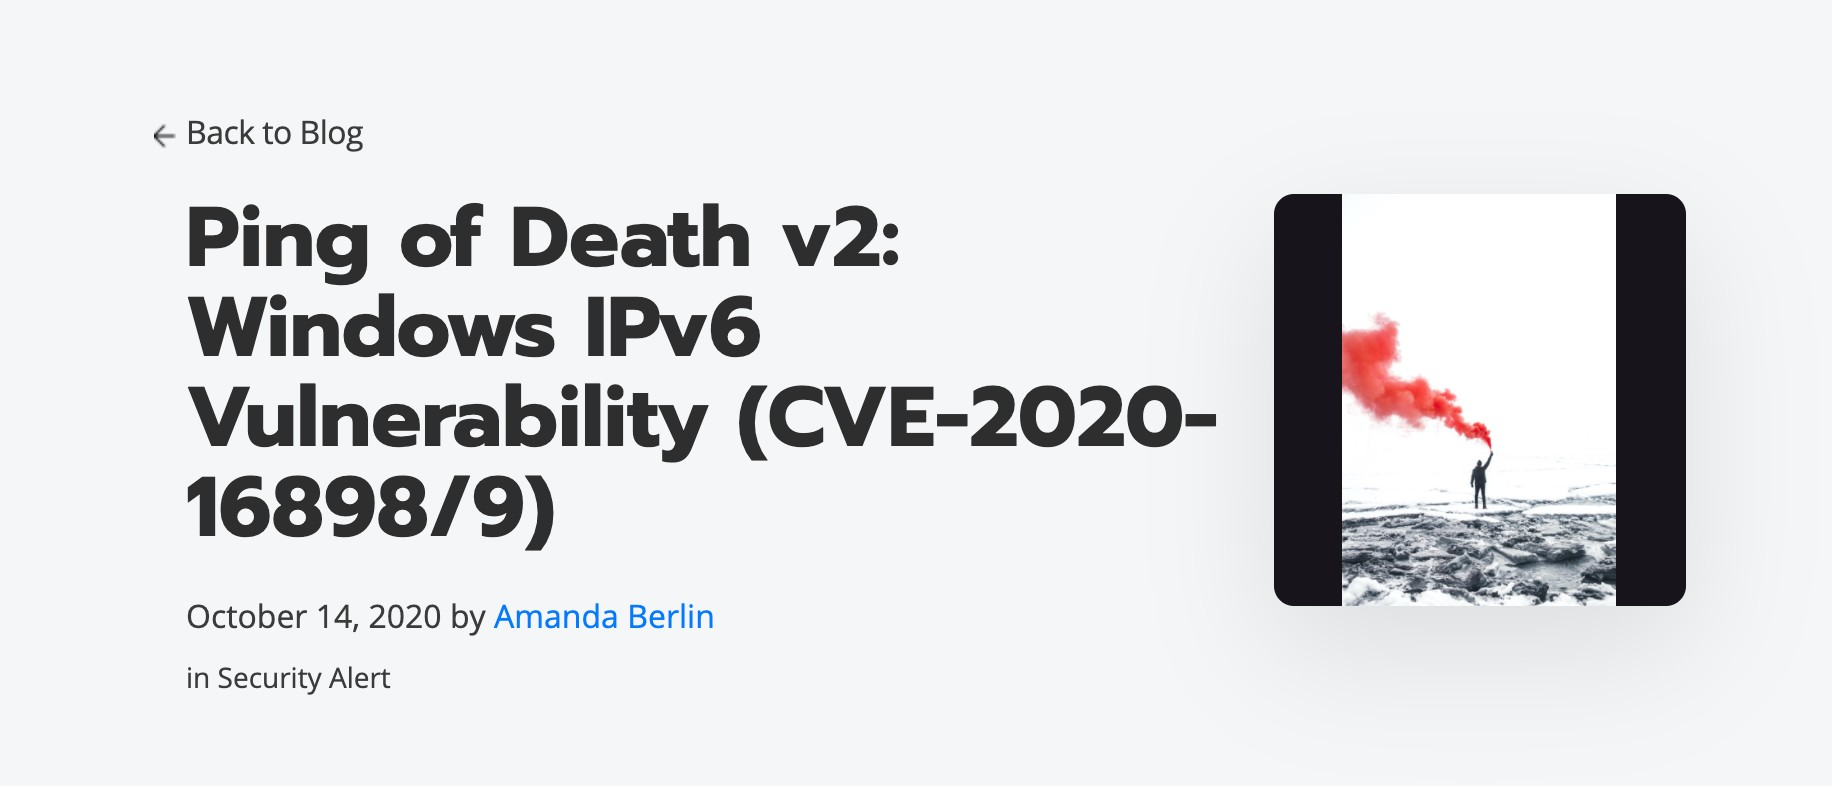 Back to Blog
Ping of Death v2:
Windows IPv6
Vulnerability (CVE-2020-
16898/9)
October 14, 2020 by Amanda Berlin
in Security Alert